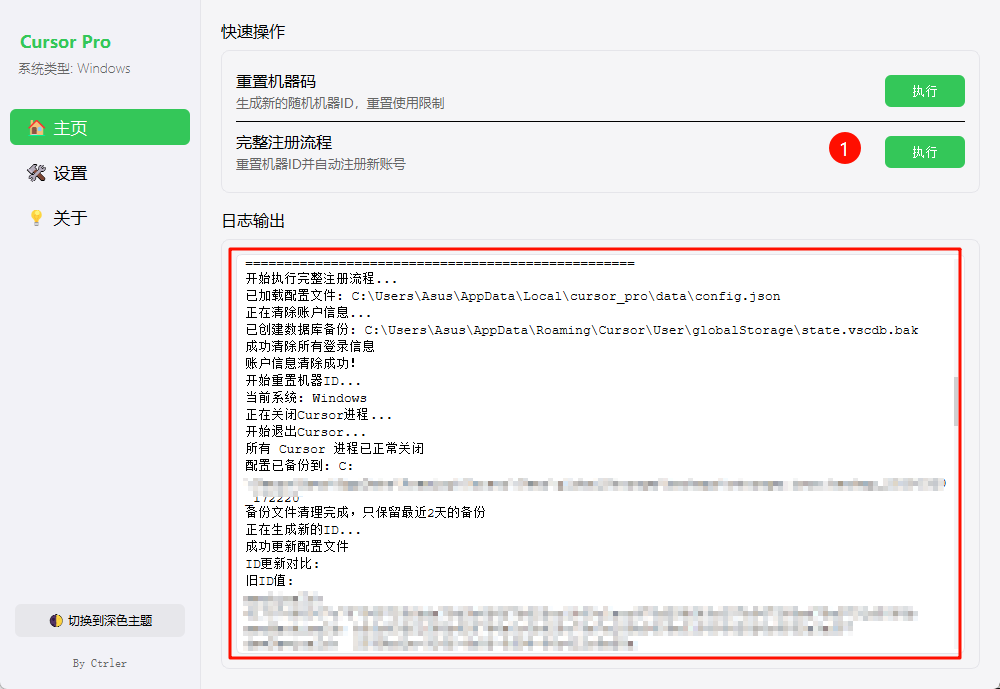 Cursor Pro
系统类型: Windows
主页
设置
关于
切换到深色主题
By Ctrler
快速操作
重置机器码
生成新的随机机器ID，重置使用限制
执行
完整注册流程
重置机器ID并自动注册新账号
1
执行
日志输出
==================================================
开始执行完整注册流程...
已加载配置文件: C:\Users\Asus\AppData\Local\cursor_pro\data\config.json
正在清除账户信息...
已创建数据库备份: C:\Users\Asus\AppData\Roaming\Cursor\User\globalStorage\state.vscdb.bak
成功清除所有登录信息
账户信息清除成功!
开始重置机器ID...
当前系统: Windows
正在关闭Cursor进程...
开始退出Cursor...
所有 Cursor 进程已正常关闭
配置已备份到: C:
172220
备份文件清理完成，只保留最近2天的备份
正在生成新的ID...
成功更新配置文件
ID更新对比:
旧ID值: